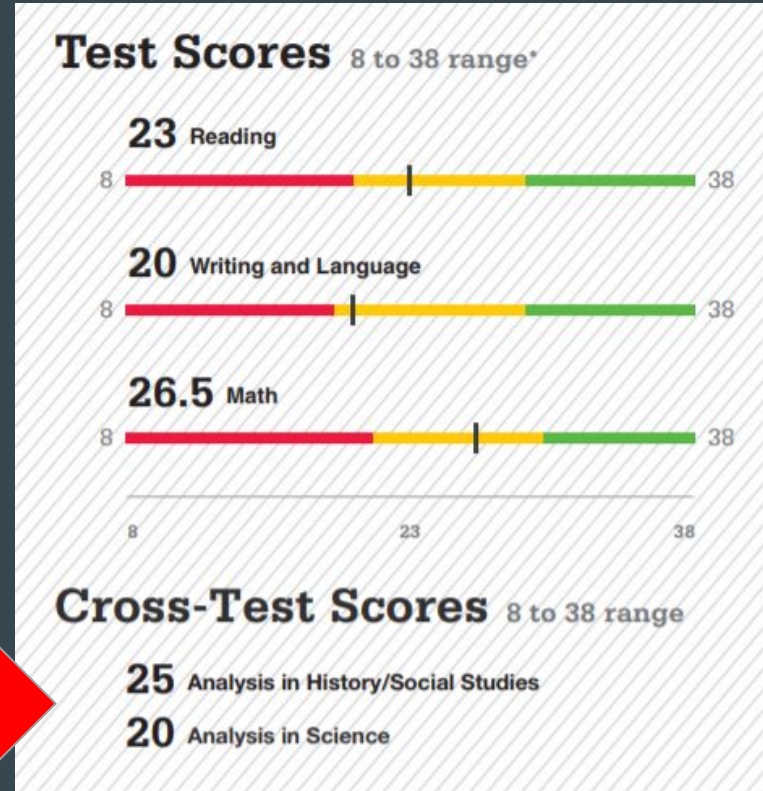 Test Scores 8 to 38 range*
23 Reading
8 38
20 Writing and Language
8 38
26.5 Math
8 38
8 23 38
Cross-Test Scores 8 to 38 range
25 Analysis in History/Social Studies
20 Analysis in Science